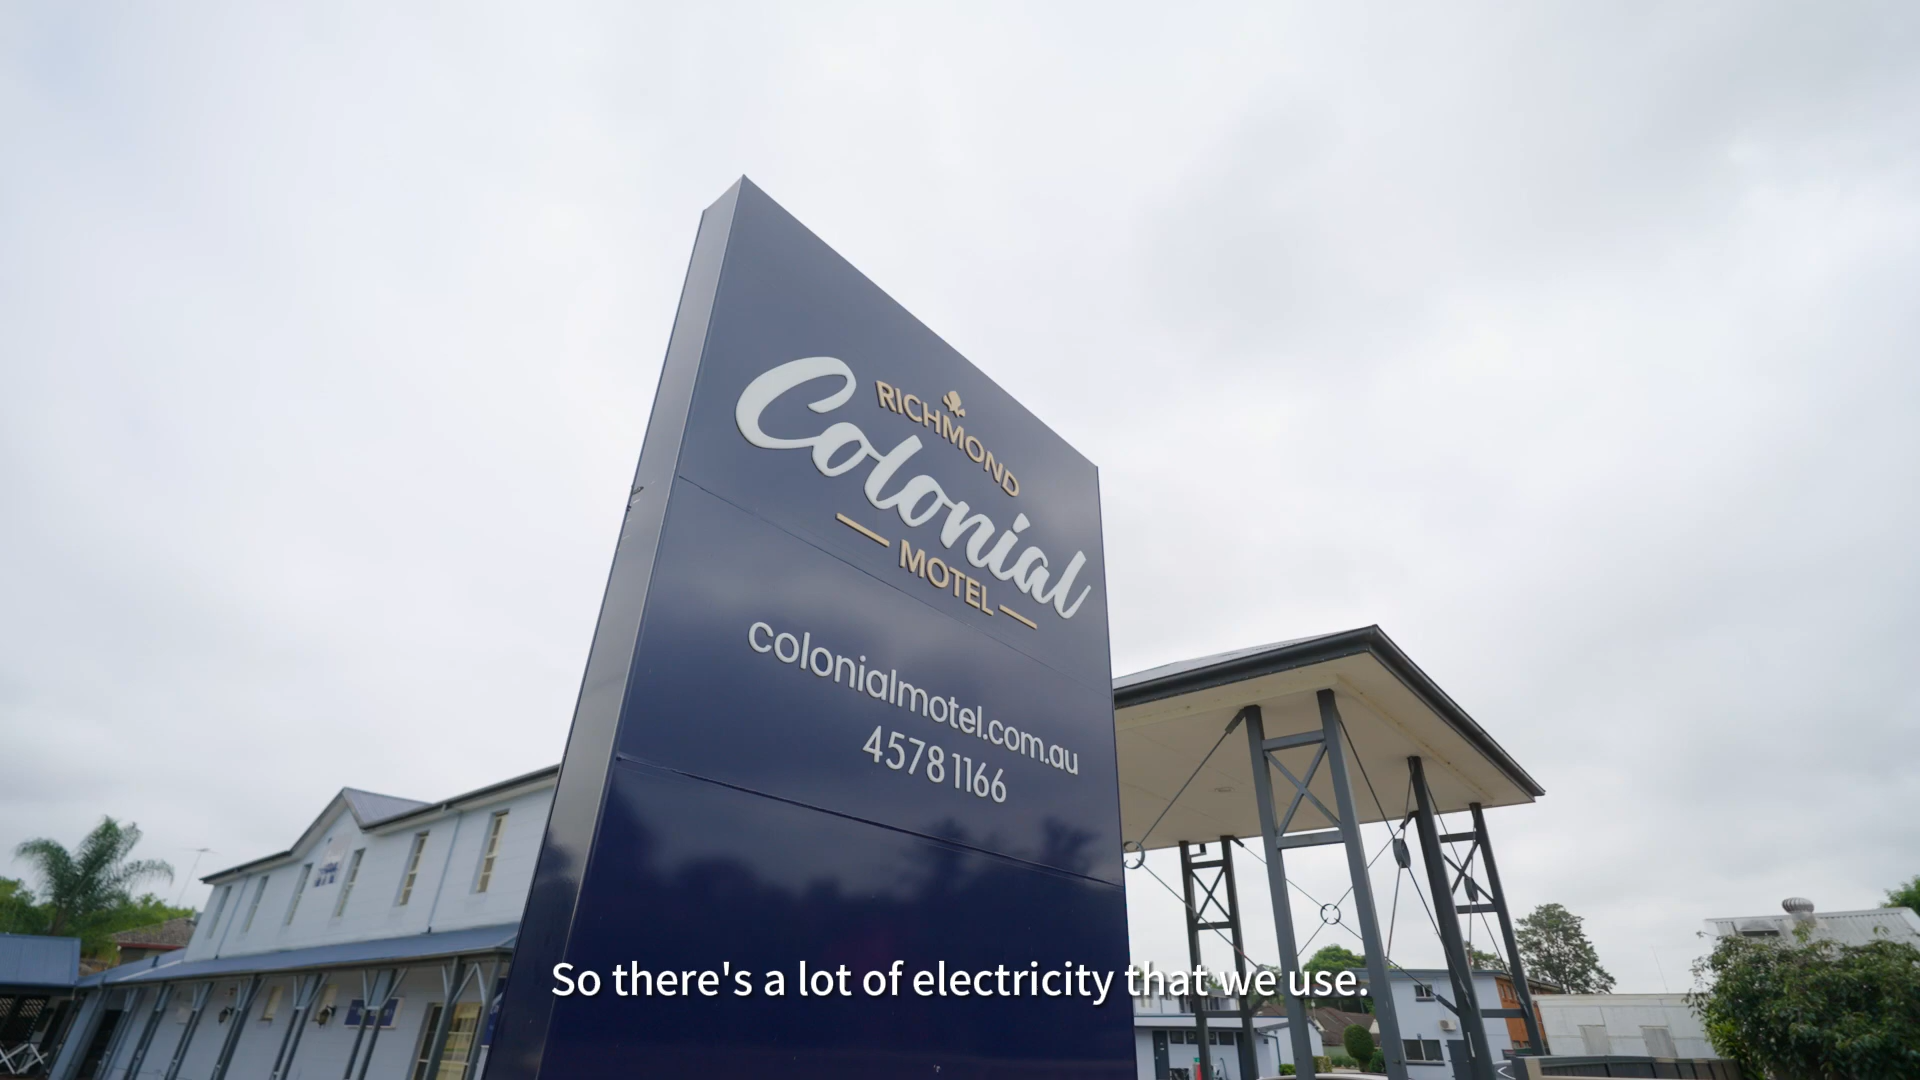 RICHMOND
Colonial
MOTEL
colonialmotel.com.au
4578 1166
So there's a lot of electricity that we use.